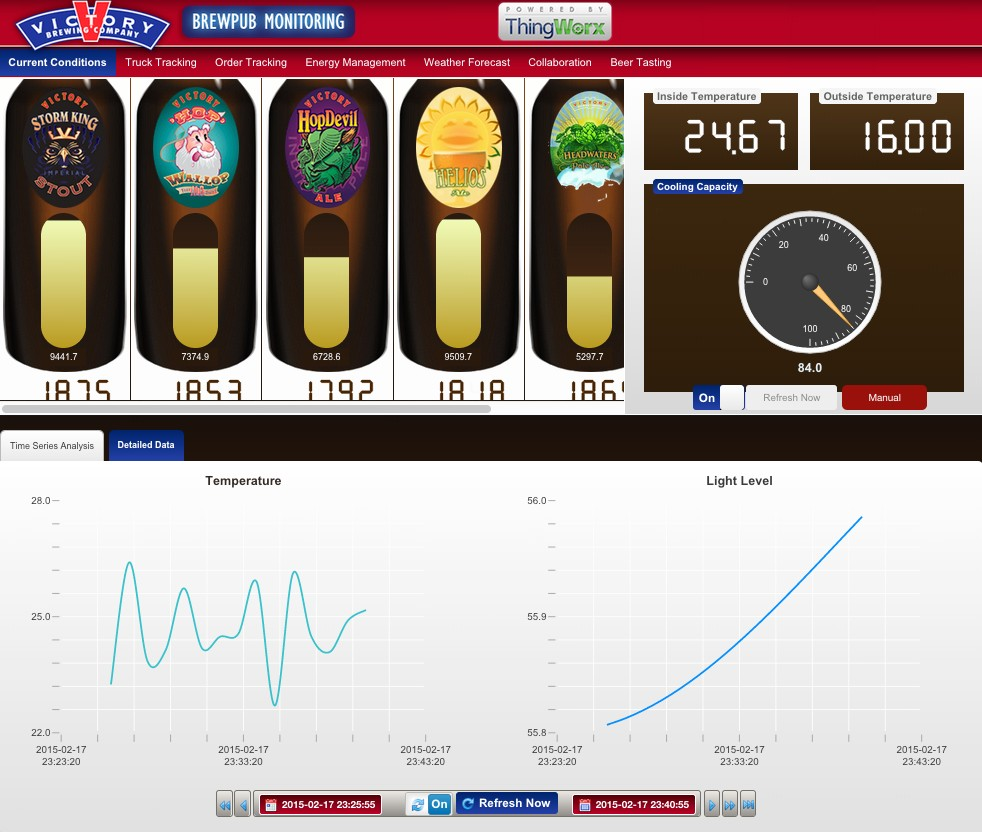 VICTORY
BREWING COMPANY
BREWPUB MONITORING
POWERED BY
ThingWorx
Current Conditions
Truck Tracking
Order Tracking
Energy Management
Weather Forecast
Collaboration
Beer Tasting
VICTORY
STORM KING
IMPERIAL
STOUT
9441.7
1875
VICTORY
"HOP"
WALLOP
7374.9
1853
VICTORY
HopDevil
ALE
6728.6
1792
HELIOS
Ale
9509.7
1818
VICTORY
HEADWATERS
Pale Ale
5297.7
186
Inside Temperature
24.67
Outside Temperature
16.00
Cooling Capacity
0
20
40
60
80
100
84.0
On
Refresh Now
Manual
Time Series Analysis
Detailed Data
Temperature
28.0
25.0
22.0
2015-02-17
23:23:20
2015-02-17
23:33:20
2015-02-17
23:43:20
Light Level
56.0
55.9
55.8
2015-02-17
23:23:20
2015-02-17
23:33:20
2015-02-17
23:43:20
2015-02-17 23:25:55
On
Refresh Now
2015-02-17 23:40:55